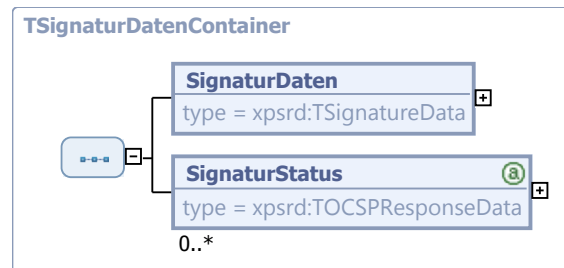 TSignaturDatenContainer
SignaturDaten
type = xpsrd:TSignatureData
SignaturStatus
a
type = xpsrd:TOCSPResponseData
0..*